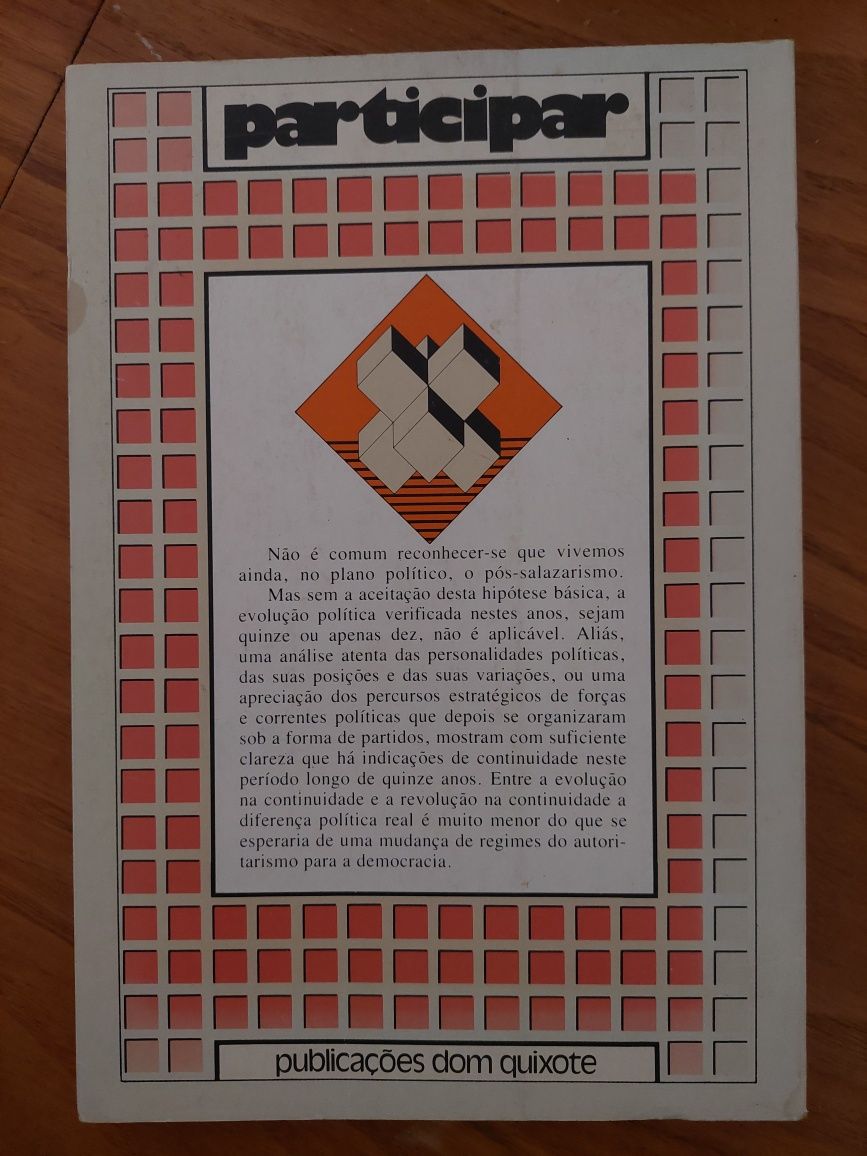 participar
Não é comum reconhecer-se que vivemos
ainda, no plano político, o pós-salazarismo.
Mas sem a aceitação desta hipótese básica, a
evolução política verificada nestes anos, sejam
quinze ou apenas dez, não é aplicável. Aliás,
uma análise atenta das personalidades políticas,
das suas posições e das suas variações, ou uma
apreciação dos percursos estratégicos de forças
e correntes políticas que depois se organizaram
sob a forma de partidos, mostram com suficiente
clareza que há indicações de continuidade neste
período longo de quinze anos. Entre a evolução
na continuidade e a revolução na continuidade a
diferença política real é muito menor do que se
esperaria de uma mudança de regimes do autori-
tarismo para a democracia.
publicações dom quixote